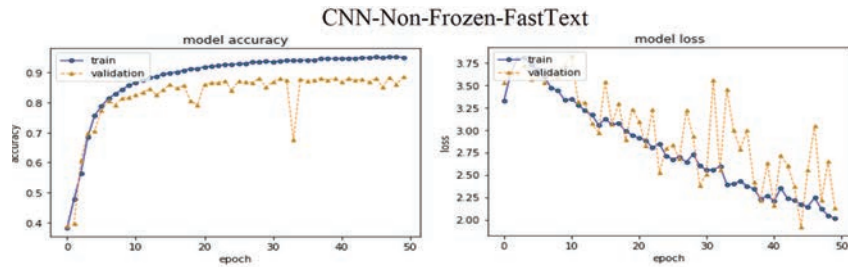 CNN-Non-Frozen-FastText
model accuracy
train
validation
0.9
0.8
0.7
0.6
0.5
0.4
accuracy
0 10 20 30 40 50
epoch
model loss
train
validation
3.75
3.50
3.25
3.00
2.75
2.50
2.25
2.00
loss
0 10 20 30 40 50
epoch